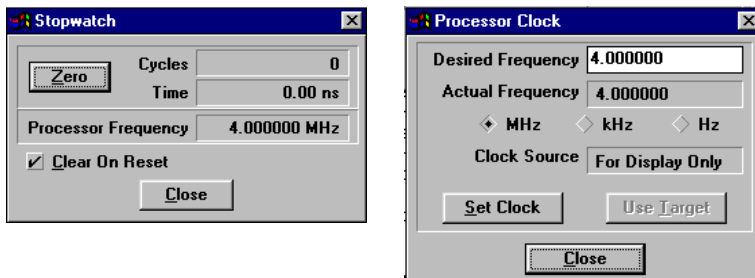 Stopwatch
Zero
Cycles 0
Time 0.00 ns
Processor Frequency 4.000000 MHz
Clear On Reset
Close
Processor Clock
Desired Frequency 4.000000
Actual Frequency 4.000000
MHz kHz Hz
Clock Source For Display Only
Set Clock Use Target
Close